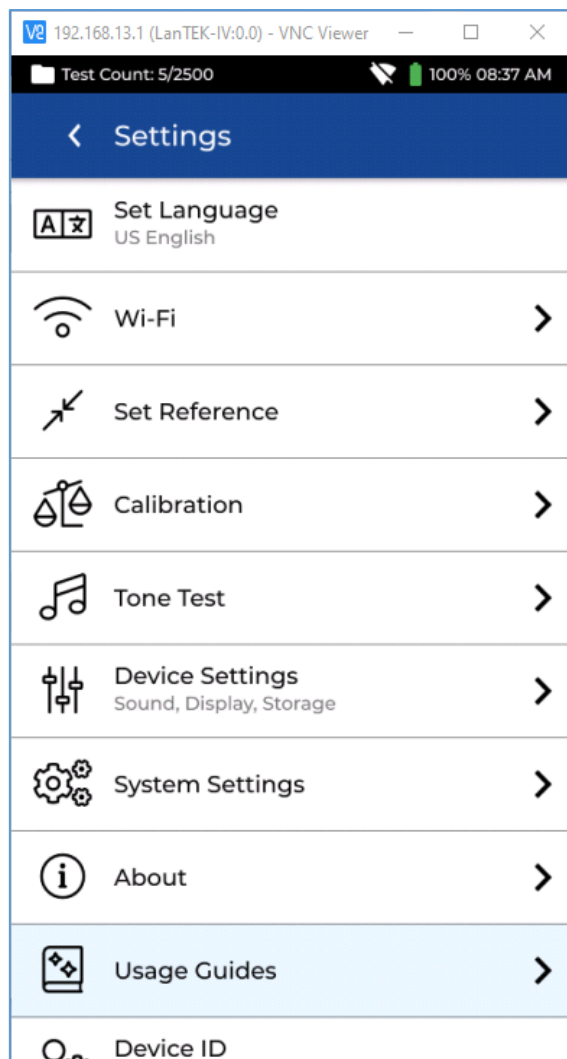 V2 192.168.13.1 (LanTEK-IV:0.0) - VNC Viewer
Test Count: 5/2500 100% 08:37 AM
Settings
A 文 Set Language
US English
Wi-Fi
Set Reference
Calibration
Tone Test
Device Settings
Sound, Display, Storage
System Settings
i About
Usage Guides
Device ID